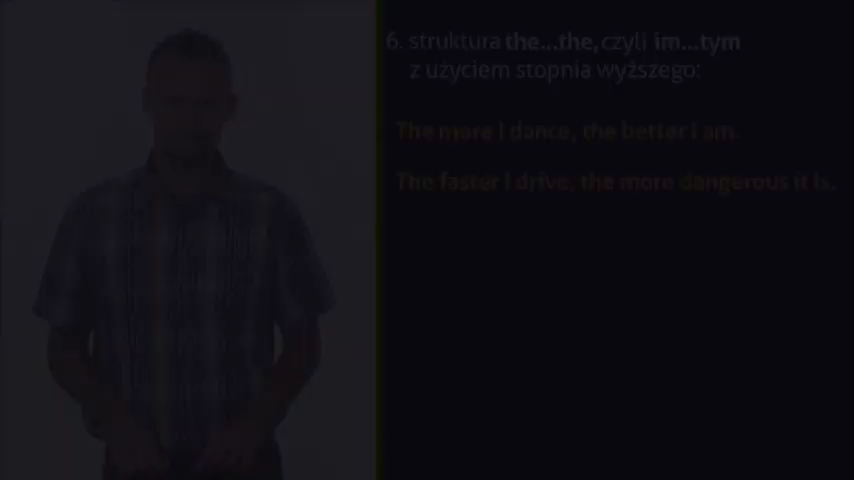 6. struktura the...the, czyli im...tym
z użyciem stopnia wyższego:
The more I dance, the better I am.
The faster I drive, the more dangerous it is.